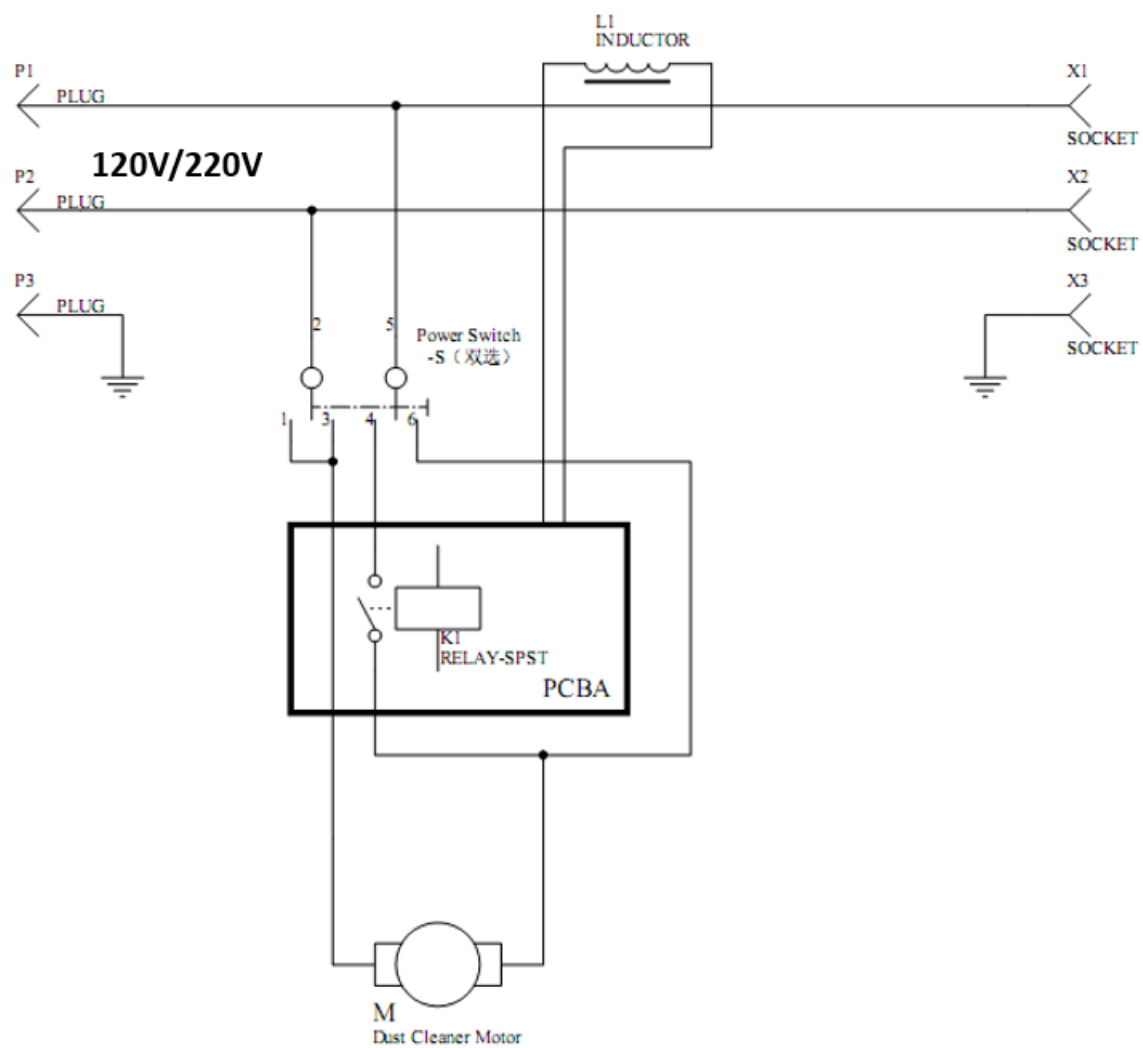 L1
INDUCTOR
P1
PLUG
X1
SOCKET
120V/220V
P2
PLUG
X2
SOCKET
P3
PLUG
X3
SOCKET
2
5
Power Switch
-S（双选）
1
3
4
6
K1
RELAY-SPST
PCBA
M
Dust Cleaner Motor